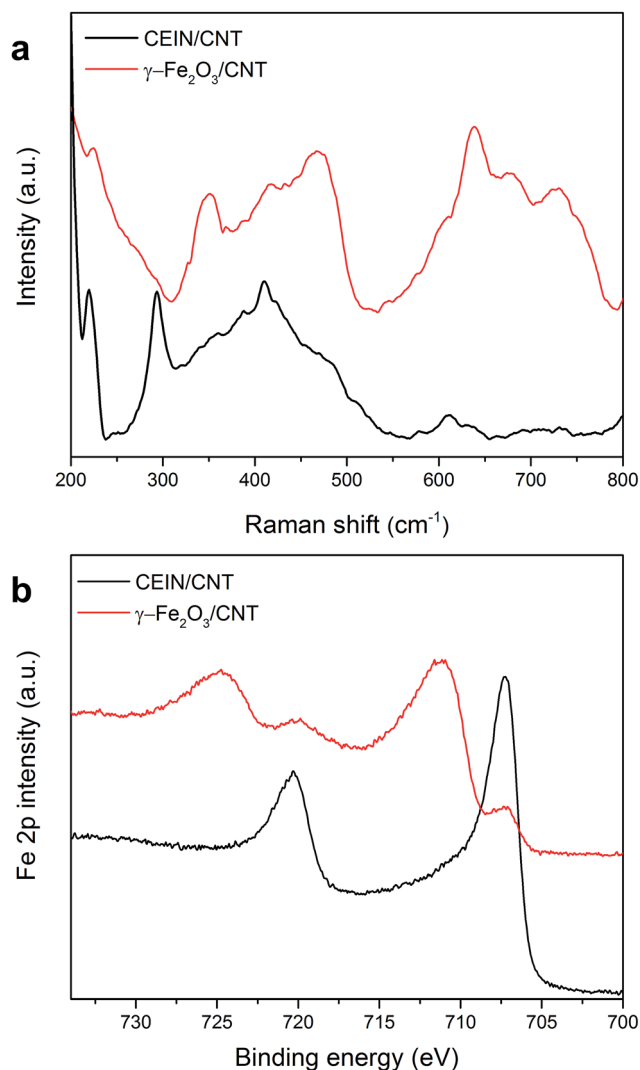 a
CEIN/CNT
γ–Fe₂O₃/CNT
Intensity (a.u.)
200 300 400 500 600 700 800
Raman shift (cm⁻¹)
b
CEIN/CNT
γ–Fe₂O₃/CNT
Fe 2p intensity (a.u.)
730 725 720 715 710 705 700
Binding energy (eV)